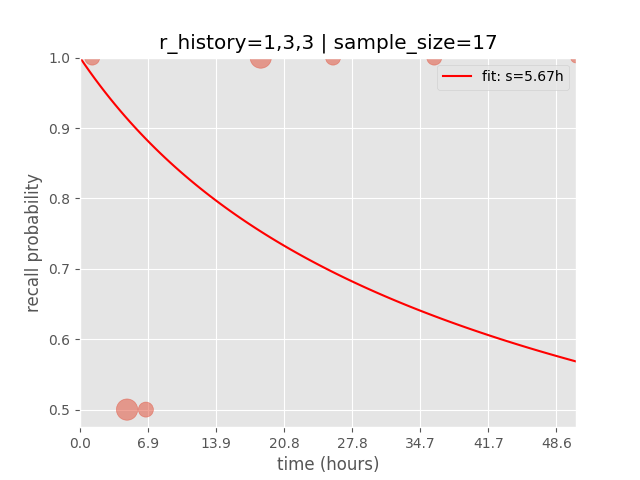 r_history=1,3,3 | sample_size=17
1.0
0.9
0.8
0.7
0.6
0.5
recall probability
fit: s=5.67h
0.0 6.9 13.9 20.8 27.8 34.7 41.7 48.6
time (hours)